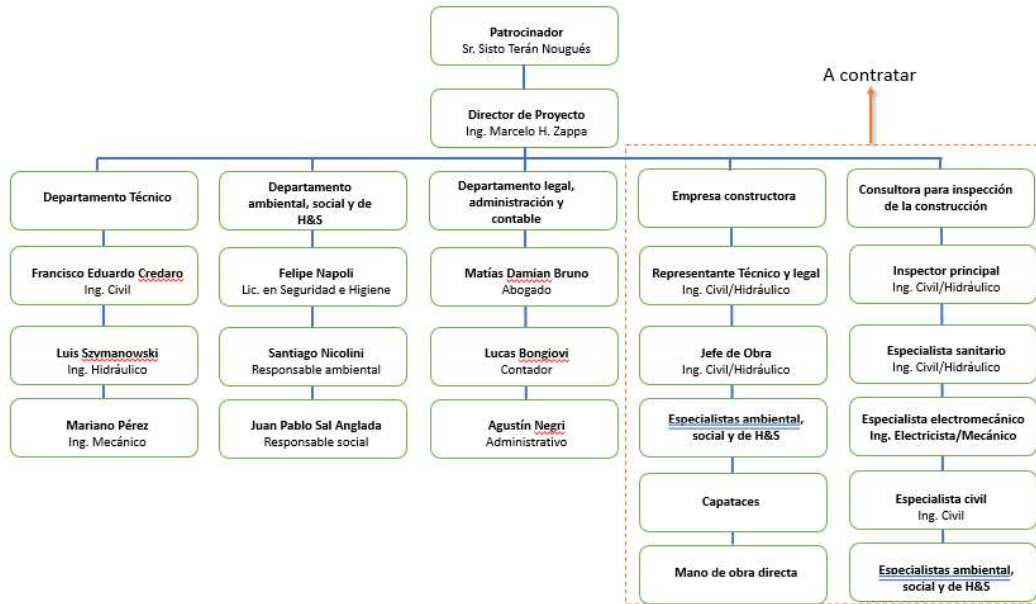 Patrocinador
Sr. Sisto Terán Nougués
A contratar
Director de Proyecto
Ing. Marcelo H. Zappa
Departamento Técnico
Francisco Eduardo Credaro
Ing. Civil
Luis Szymanowski
Ing. Hidráulico
Mariano Pérez
Ing. Mecánico
Departamento
ambiental, social y de
H&S
Felipe Napoli
Lic. en Seguridad e Higiene
Santiago Nicolini
Responsable ambiental
Juan Pablo Sal Anglada
Responsable social
Departamento legal,
administración y
contable
Matías Damian Bruno
Abogado
Lucas Bongiovi
Contador
Agustín Negri
Administrativo
Empresa constructora
Representante Técnico y legal
Ing. Civil/Hidráulico
Jefe de Obra
Ing. Civil/Hidráulico
Especialistas ambiental,
social y de H&S
Capataces
Mano de obra directa
Consultora para inspección
de la construcción
Inspector principal
Ing. Civil/Hidráulico
Especialista sanitario
Ing. Civil/Hidráulico
Especialista electromecánico
Ing. Electricista/Mecánico
Especialista civil
Ing. Civil
Especialistas ambiental,
social y de H&S